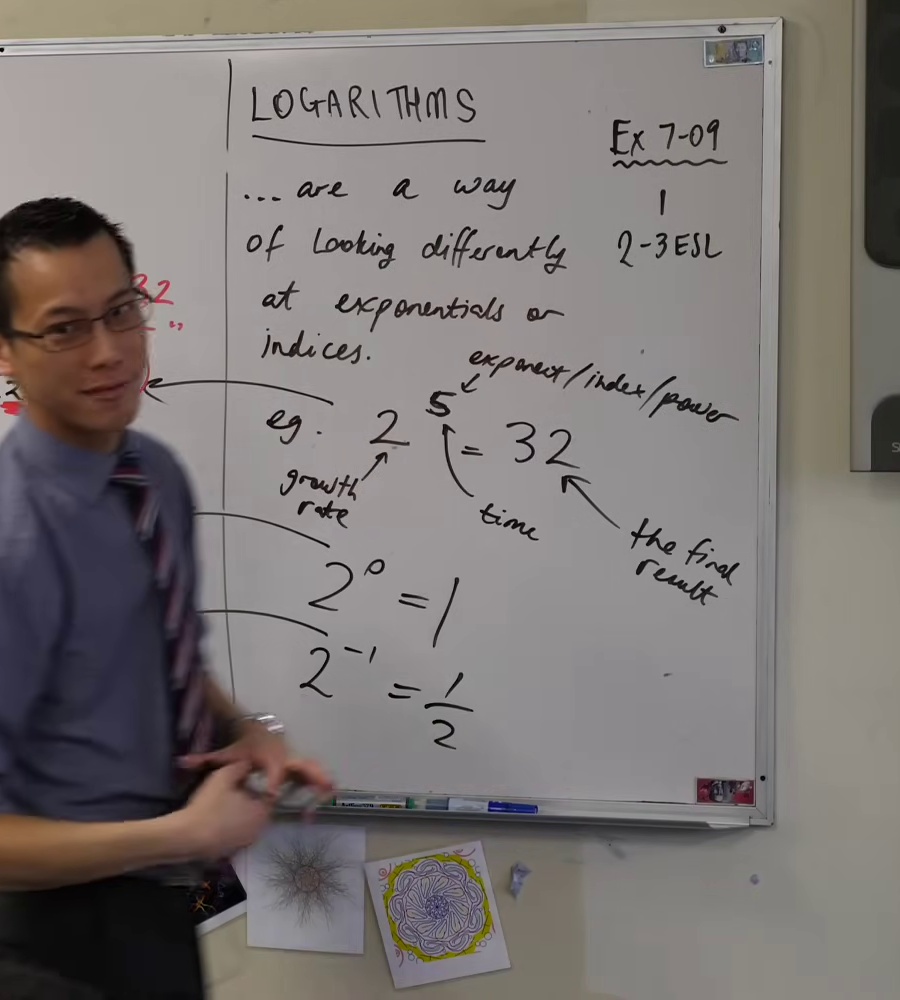 LOGARITHMS
... are a way
of looking differently
at exponentials or
indices.
Ex 7-09
1
2-3ESL
exponent/index/power
eg. 2 5 = 32
growth
rate
time
the final
result
2 0 = 1
2 -1 = 1
2
32